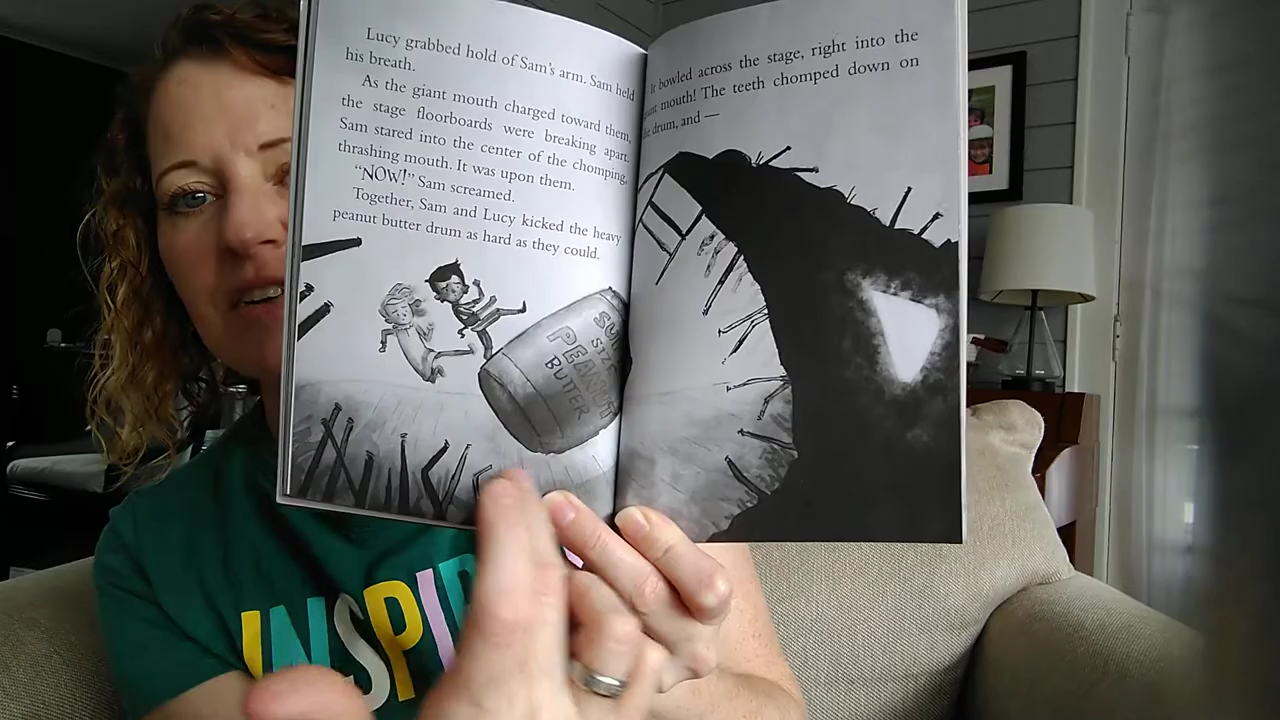 Lucy grabbed hold of Sam's arm. Sam held
his breath.
As the giant mouth charged toward them,
the stage floorboards were breaking apart.
Sam stared into the center of the chomping,
thrashing mouth. It was upon them.
"NOW!" Sam screamed.
Together, Sam and Lucy kicked the heavy
peanut butter drum as hard as they could.
PEANUT
BUTTER
It bowled across the stage, right into the
mouth! The teeth chomped down on
drum, and —